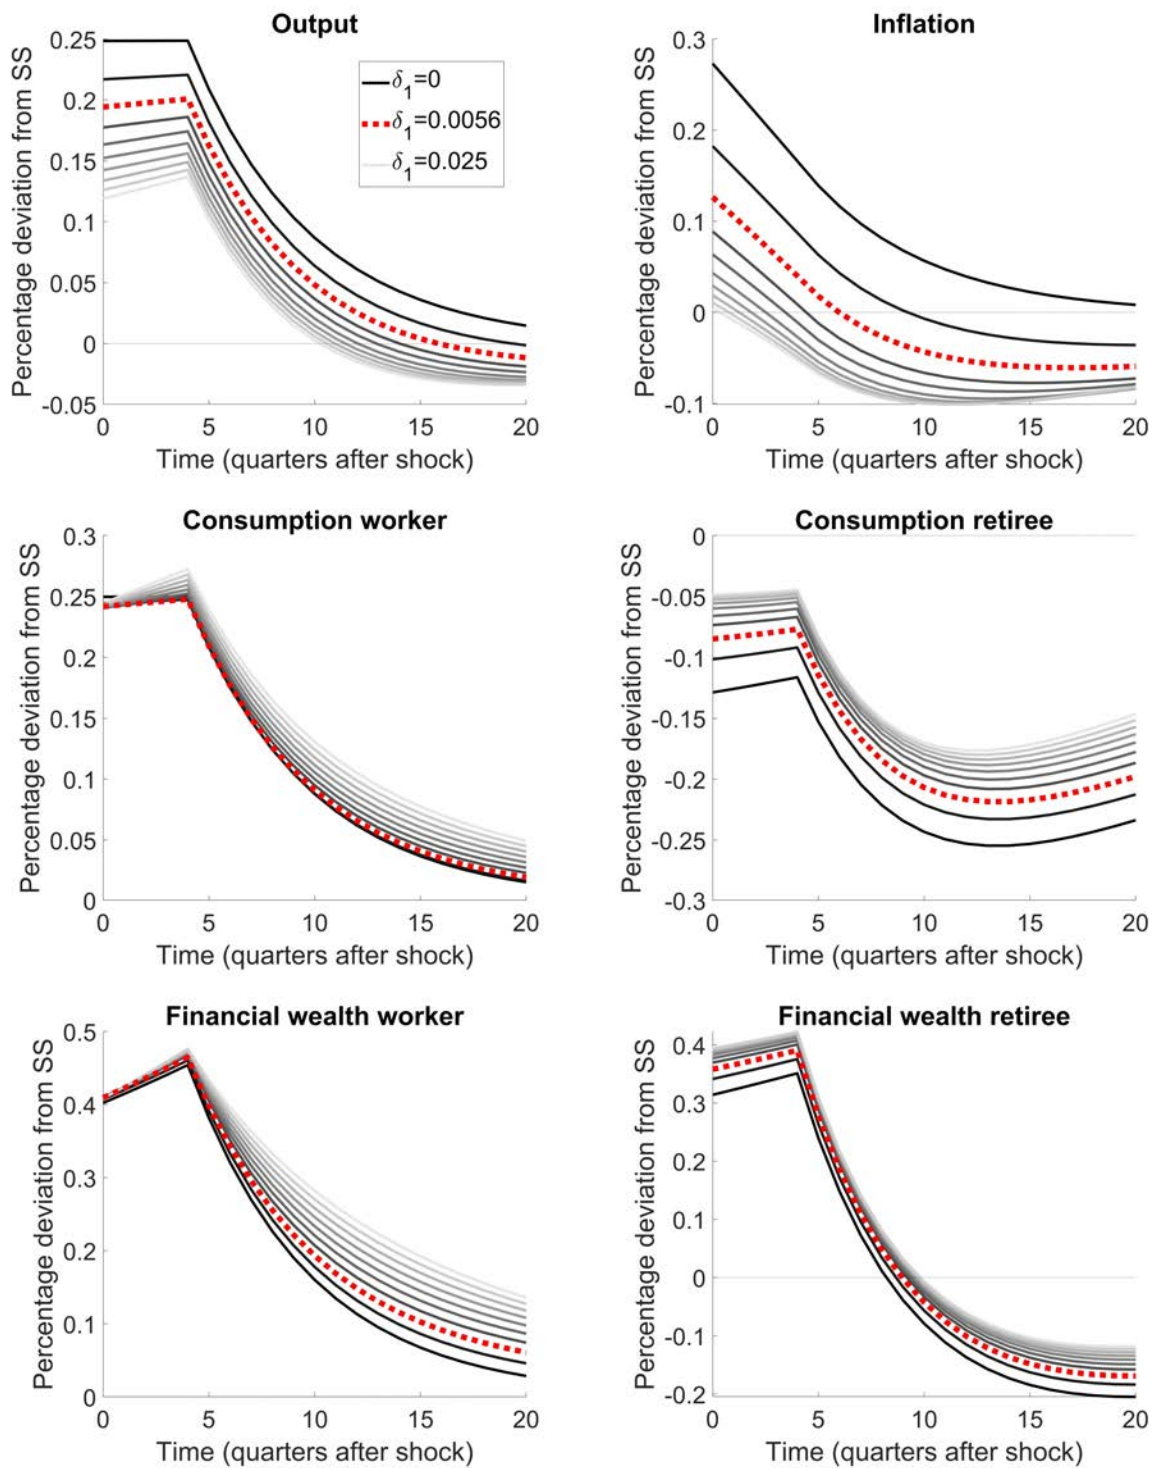 Output
Percentage deviation from SS
0.25
0.2
0.15
0.1
0.05
0
-0.05
δ₁=0
δ₁=0.0056
δ₁=0.025
0 5 10 15 20
Time (quarters after shock)
Inflation
Percentage deviation from SS
0.3
0.2
0.1
0
-0.1
0 5 10 15 20
Time (quarters after shock)
Consumption worker
Percentage deviation from SS
0.3
0.25
0.2
0.15
0.1
0.05
0
0 5 10 15 20
Time (quarters after shock)
Consumption retiree
Percentage deviation from SS
0
-0.05
-0.1
-0.15
-0.2
-0.25
-0.3
0 5 10 15 20
Time (quarters after shock)
Financial wealth worker
Percentage deviation from SS
0.5
0.4
0.3
0.2
0.1
0
0 5 10 15 20
Time (quarters after shock)
Financial wealth retiree
Percentage deviation from SS
0.4
0.3
0.2
0.1
0
-0.1
-0.2
0 5 10 15 20
Time (quarters after shock)